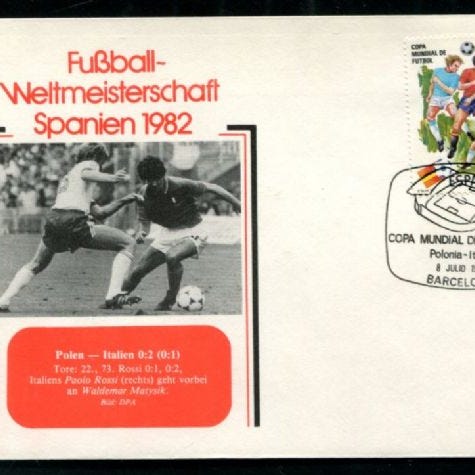 Fußball-
Weltmeisterschaft
Spanien 1982
COPA
MUNDIAL DE
FUTBOL
COPA MUNDIAL DE
Polonia-It
8 JULIO
BARCELO
Polen — Italien 0:2 (0:1)
Tore: 22., 73. Rossi 0:1, 0:2,
Italiens Paolo Rossi (rechts) geht vorbei
an Waldemar Matysik.
Bild: DPA